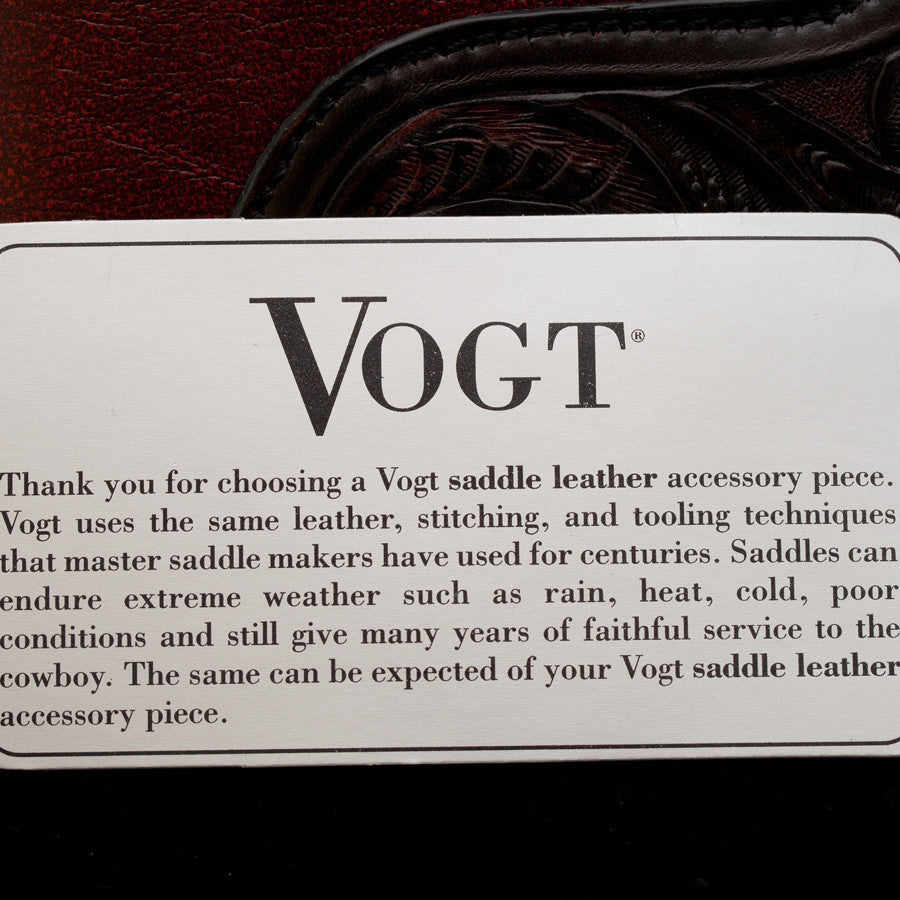 VOGT®
Thank you for choosing a Vogt saddle leather accessory piece.
Vogt uses the same leather, stitching, and tooling techniques
that master saddle makers have used for centuries. Saddles can
endure extreme weather such as rain, heat, cold, poor
conditions and still give many years of faithful service to the
cowboy. The same can be expected of your Vogt saddle leather
accessory piece.